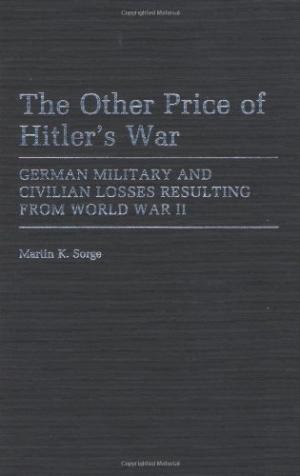 The Other Price of
Hitler's War
GERMAN MILITARY AND
CIVILIAN LOSSES RESULTING
FROM WORLD WAR II
Martin K. Sorge